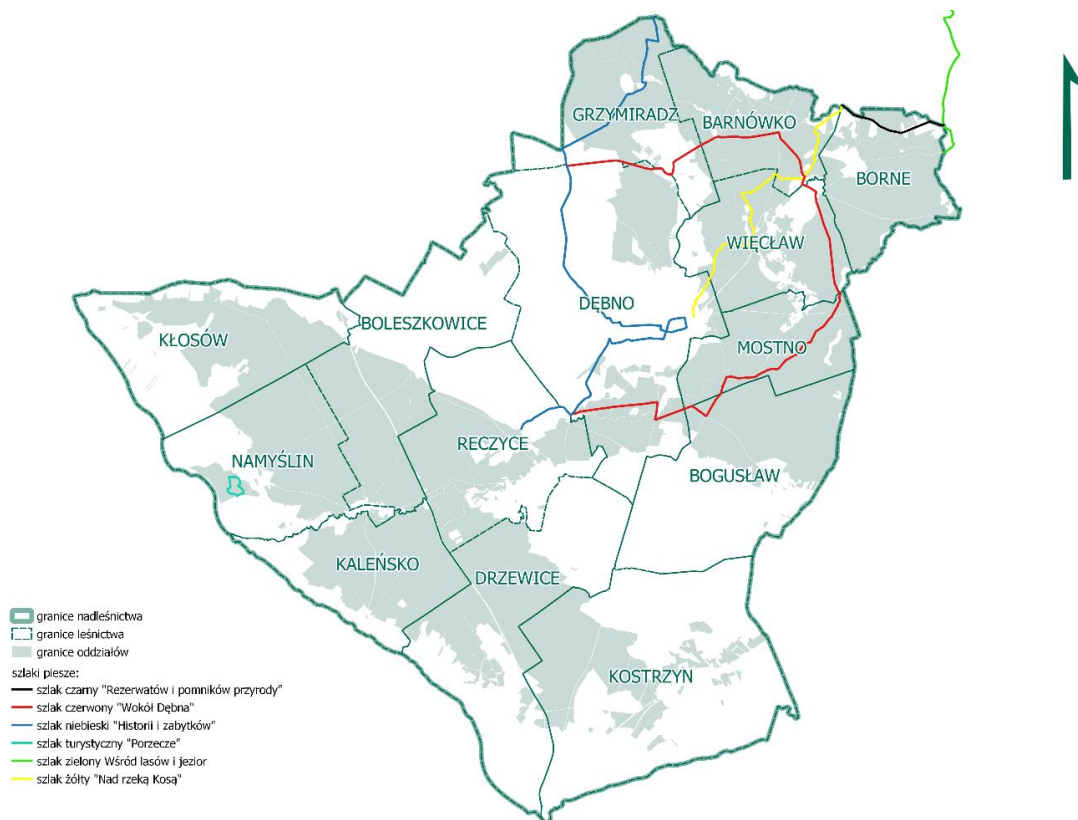 GRZYMIRADZ
BARNÓWKO
BORNE
WIĘCŁAW
DĘBNO
BOLESZKOWICE
KŁOSÓW
MOSTNO
RECZYCE
NAMYŚLIN
BOGUSŁAW
KALEŃSKO
DRZEWICE
KOSTRZYN
granice nadleśnictwa
granice leśnictwa
granice oddziałów
szlaki piesze:
szlak czarny "Rezerwatów i pomników przyrody"
szlak czerwony "Wokół Dębna"
szlak niebieski "Historii i zabytków"
szlak turystyczny "Porzecze"
szlak zielony Wśród lasów i jezior
szlak żółty "Nad rzeką Kosą"